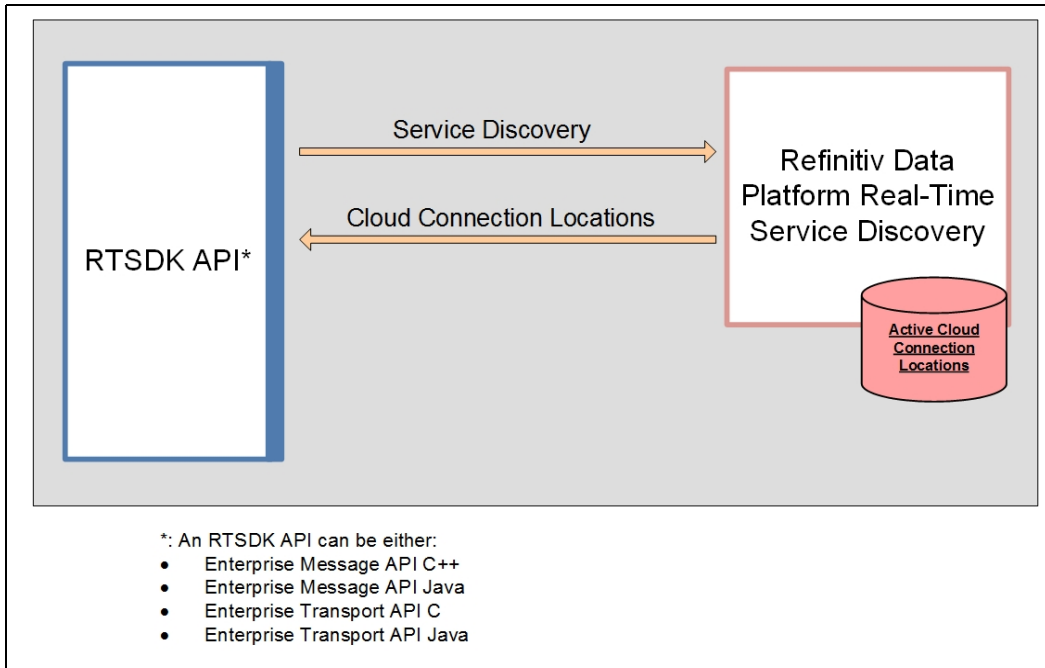 Service Discovery
Cloud Connection Locations
RTSDK API*
Refinitiv Data
Platform Real-Time
Service Discovery
Active Cloud
Connection
Locations
*: An RTSDK API can be either:
• Enterprise Message API C++
• Enterprise Message API Java
• Enterprise Transport API C
• Enterprise Transport API Java